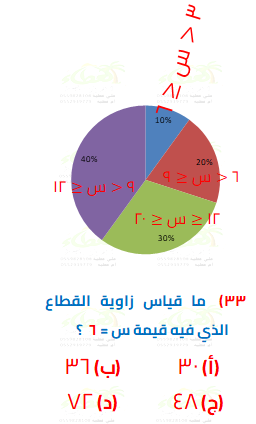 ٣ < س ≤ ٦
10%
20%
٦ < س ≤ ٩
40%
٩ < س ≤ ١٢
١٢ ≤ س ≤ ٢٠
30%
٣٣) ما قياس زاوية القطاع
الذي فيه قيمة س = ٦ ؟
(أ) ٣٠ (ب) ٣٦
(ج) ٤٨ (د) ٧٢